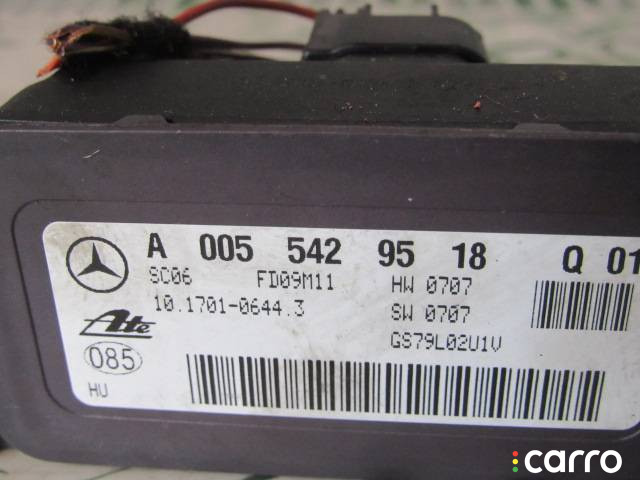 A 005 542 95 18 Q 01
SC06 FD09M11 HW 0707
10.1701-0644.3 SW 0707
Ate GS79L02U1V
085
HU
carro